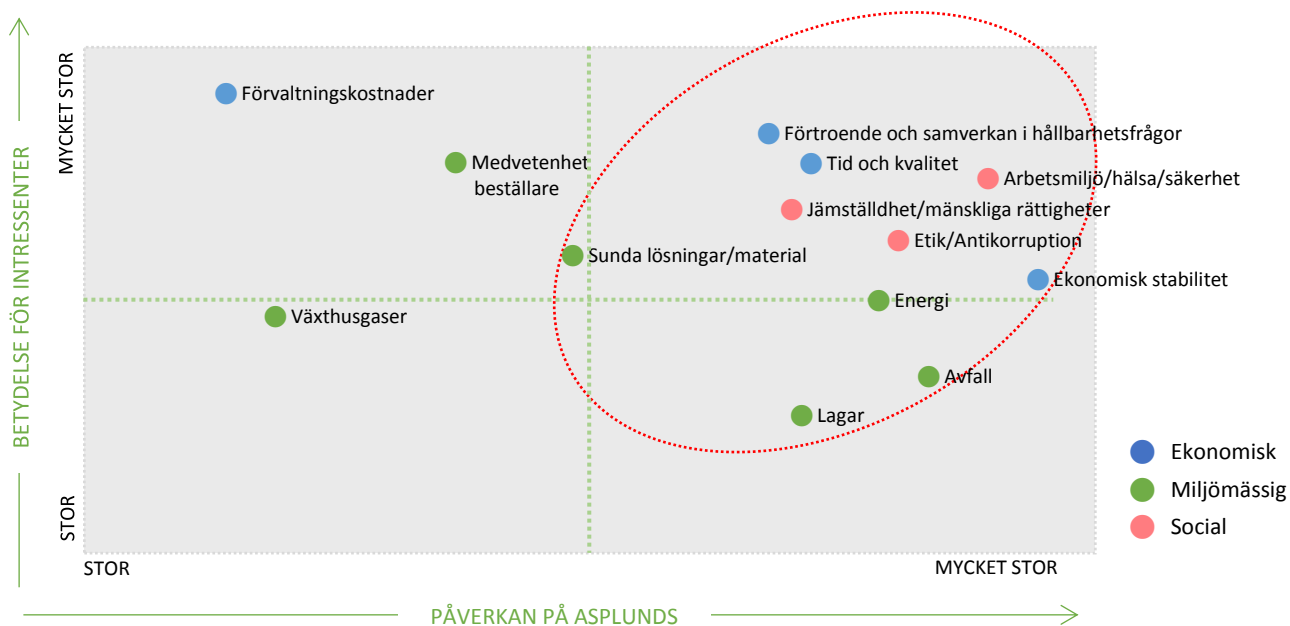 MYCKET STOR
Förvaltningskostnader
Förtroende och samverkan i hållbarhetsfrågor
Medvetenhet
beställare
Tid och kvalitet
Arbetsmiljö/hälsa/säkerhet
Jämställdhet/mänskliga rättigheter
Etik/Antikorruption
Sunda lösningar/material
Ekonomisk stabilitet
Energi
Växthusgaser
Avfall
Lagar
BETYDELSE FÖR INTRESSENTER
STOR
STOR
MYCKET STOR
PÅVERKAN PÅ ASPLUNDS
Ekonomisk
Miljömässig
Social